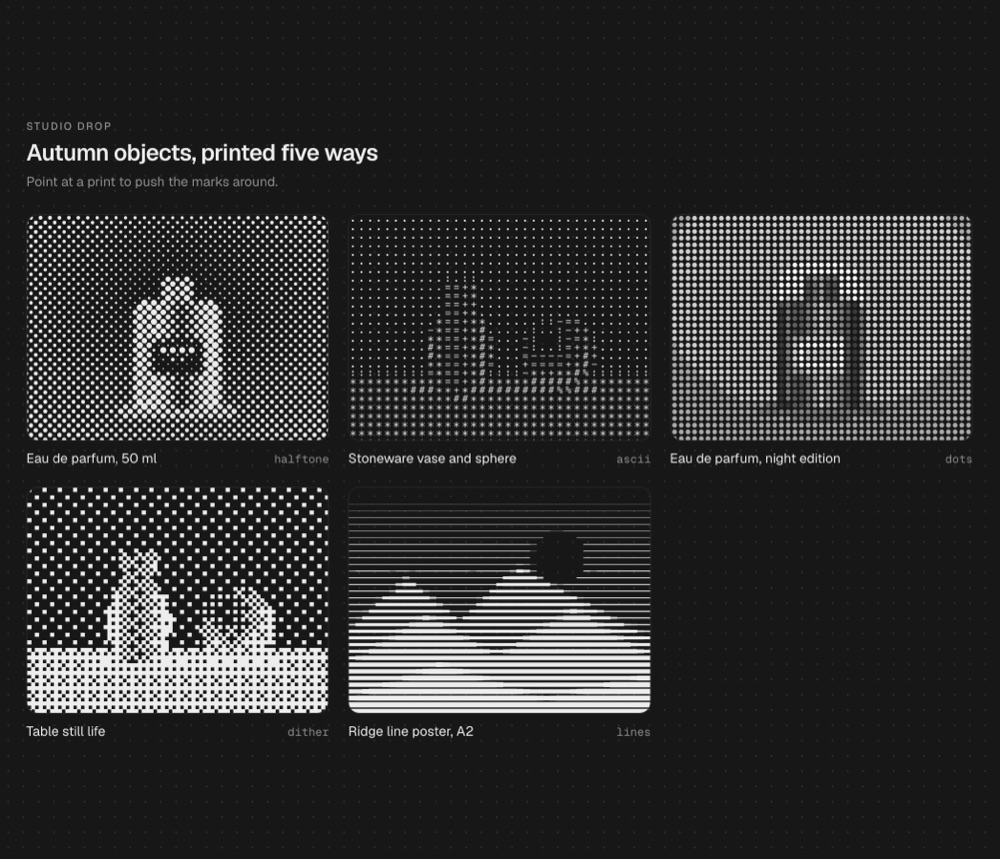 STUDIO DROP
Autumn objects, printed five ways
Point at a print to push the marks around.
Eau de parfum, 50 ml
halftone
Stoneware vase and sphere
ascii
Eau de parfum, night edition
dots
Table still life
dither
Ridge line poster, A2
lines